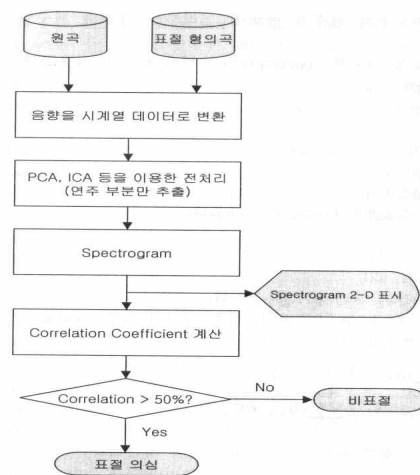 원곡
표절 혐의곡
음향을 시계열 데이터로 변환
PCA, ICA 등을 이용한 전처리
(연주 부분만 추출)
Spectrogram
Spectrogram 2-D 표시
Correlation Coefficient 계산
Correlation > 50%?
No
비표절
Yes
표절 의심